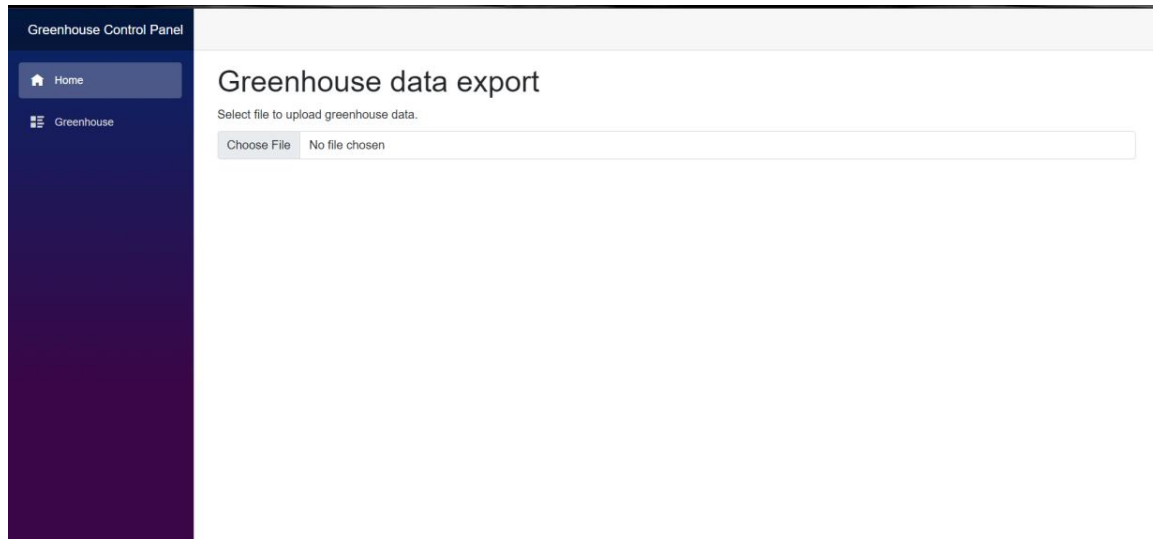 Greenhouse Control Panel
Home
Greenhouse
Greenhouse data export
Select file to upload greenhouse data.
Choose File No file chosen